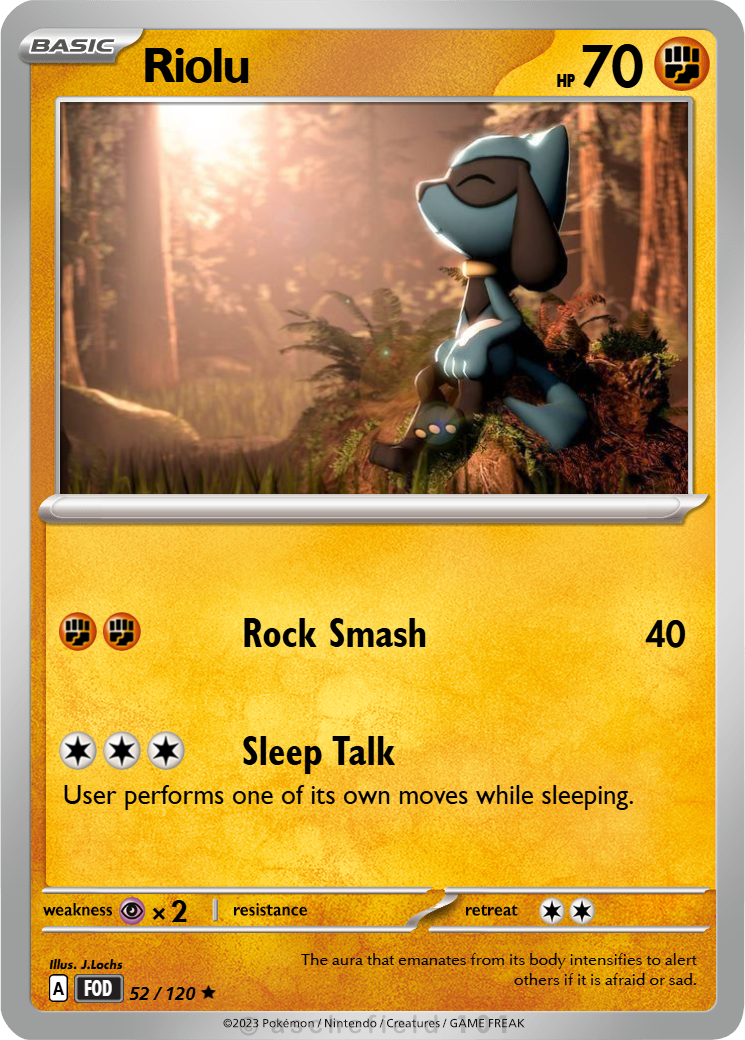 BASIC
Riolu
HP 70
Rock Smash 40
Sleep Talk
User performs one of its own moves while sleeping.
weakness × 2 resistance retreat
Illus. J.Lochs
The aura that emanates from its body intensifies to alert
others if it is afraid or sad.
A FOD 52 / 120 ★
©2023 Pokémon / Nintendo / Creatures / GAME FREAK